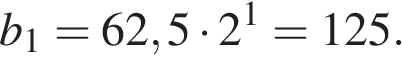 b₁ = 62,5 · 2¹ = 125.